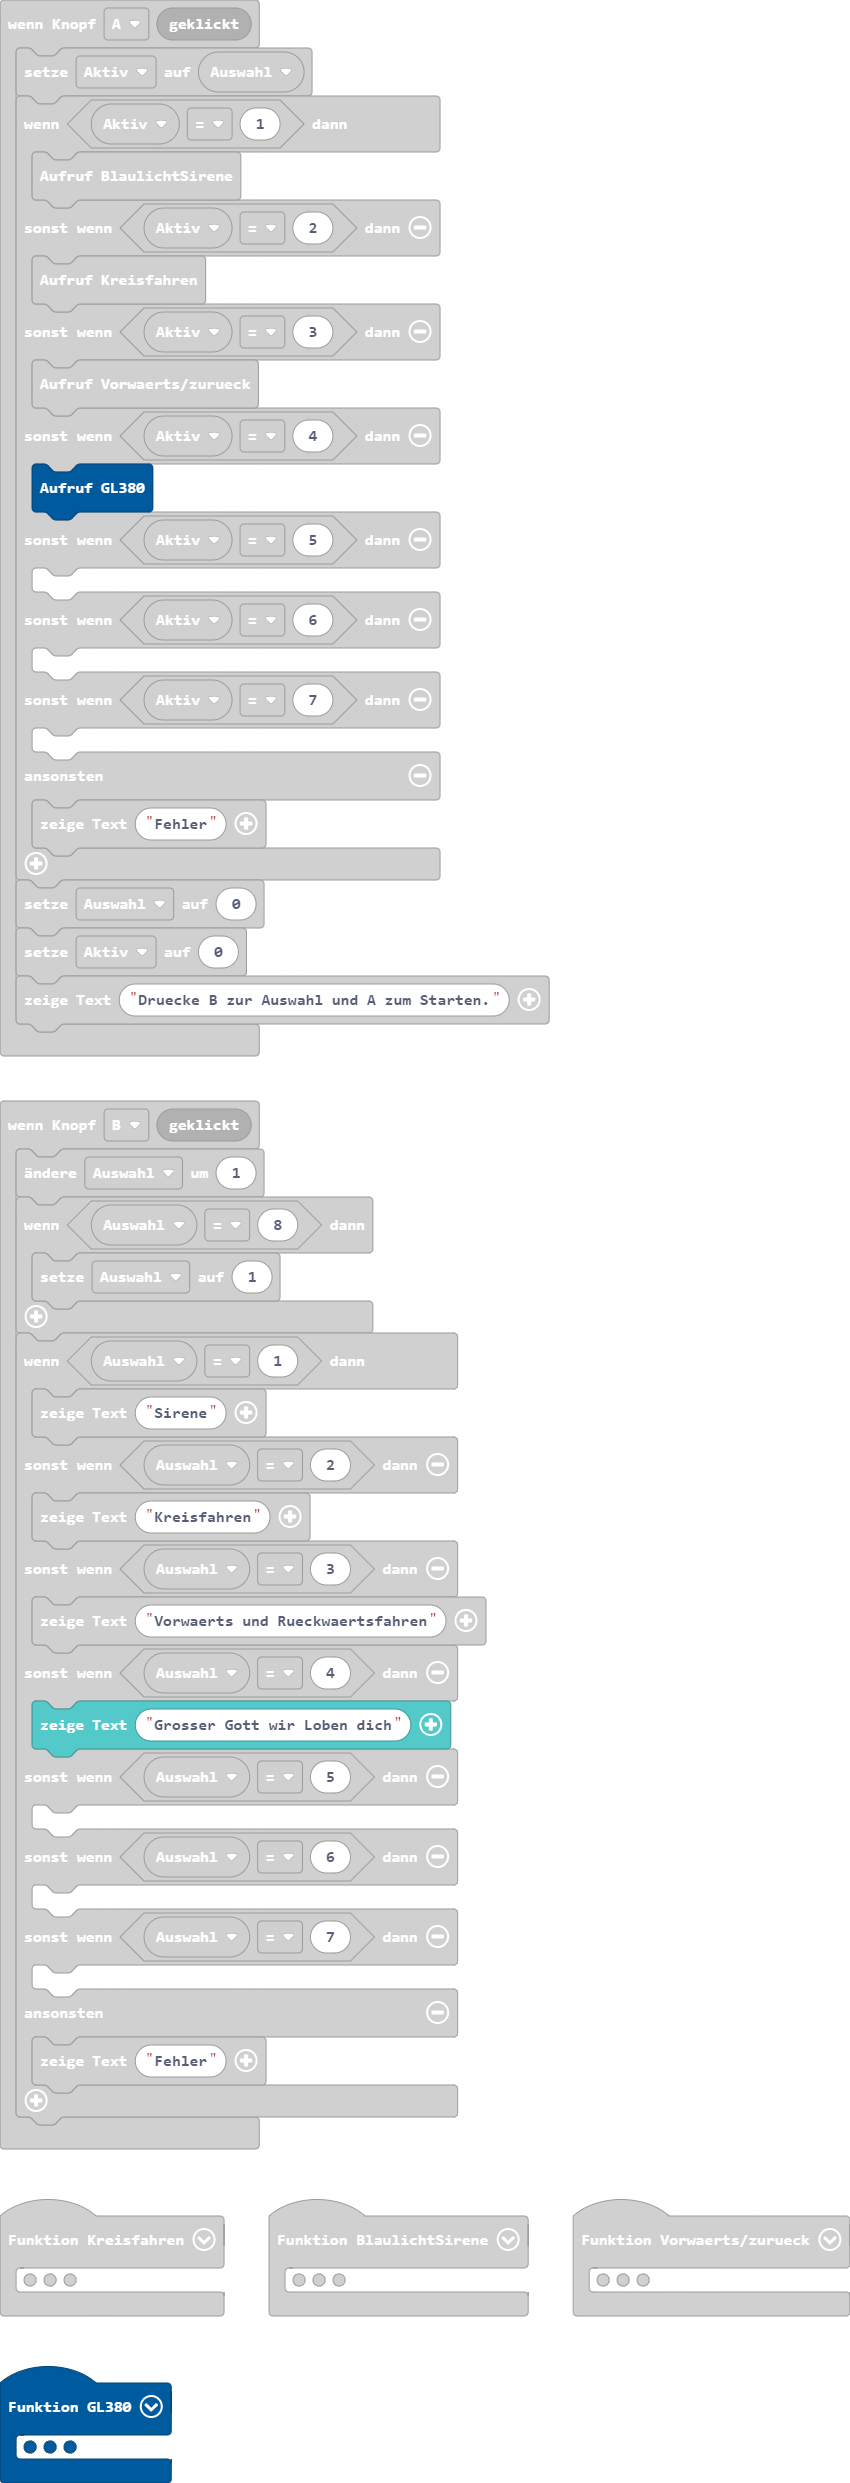 wenn Knopf A geklickt
setze Aktiv auf Auswahl
wenn Aktiv = 1 dann
Aufruf BlaulichtSirene
sonst wenn Aktiv = 2 dann
Aufruf Kreisfahren
sonst wenn Aktiv = 3 dann
Aufruf Vorwaerts/zurueck
sonst wenn Aktiv = 4 dann
Aufruf GL380
sonst wenn Aktiv = 5 dann
sonst wenn Aktiv = 6 dann
sonst wenn Aktiv = 7 dann
ansonsten
zeige Text "Fehler"
setze Auswahl auf 0
setze Aktiv auf 0
zeige Text "Druecke B zur Auswahl und A zum Starten."
wenn Knopf B geklickt
ändere Auswahl um 1
wenn Auswahl = 8 dann
setze Auswahl auf 1
wenn Auswahl = 1 dann
zeige Text "Sirene"
sonst wenn Auswahl = 2 dann
zeige Text "Kreisfahren"
sonst wenn Auswahl = 3 dann
zeige Text "Vorwaerts und Rueckwaertsfahren"
sonst wenn Auswahl = 4 dann
zeige Text "Grosser Gott wir Loben dich"
sonst wenn Auswahl = 5 dann
sonst wenn Auswahl = 6 dann
sonst wenn Auswahl = 7 dann
ansonsten
zeige Text "Fehler"
Funktion Kreisfahren
Funktion BlaulichtSirene
Funktion Vorwaerts/zurueck
Funktion GL380